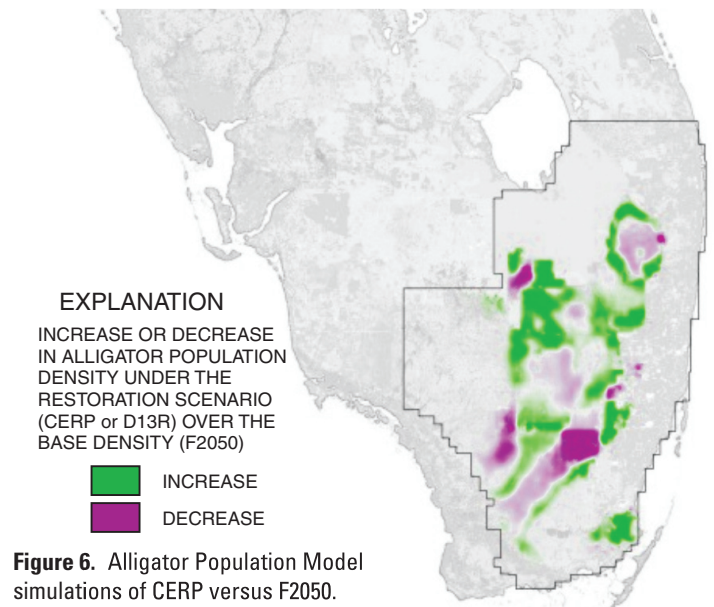 EXPLANATION
INCREASE OR DECREASE
IN ALLIGATOR POPULATION
DENSITY UNDER THE
RESTORATION SCENARIO
(CERP or D13R) OVER THE
BASE DENSITY (F2050)
INCREASE
DECREASE
Figure 6. Alligator Population Model
simulations of CERP versus F2050.